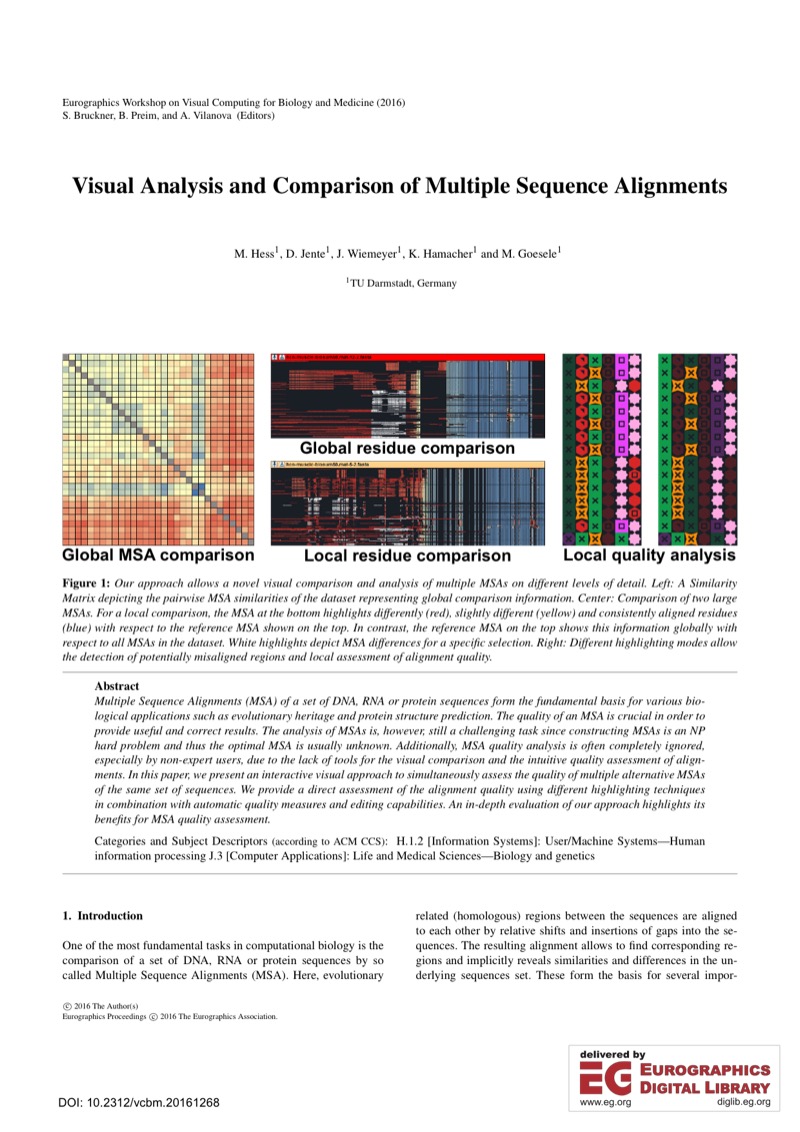 Eurographics Workshop on Visual Computing for Biology and Medicine (2016)
S. Bruckner, B. Preim, and A. Vilanova (Editors)
Visual Analysis and Comparison of Multiple Sequence Alignments
M. Hess1, D. Jente1, J. Wiemeyer1, K. Hamacher1 and M. Goesele1
1TU Darmstadt, Germany
Global residue comparison
Global MSA comparison
Local residue comparison
Local quality analysis
Figure 1: Our approach allows a novel visual comparison and analysis of multiple MSAs on different levels of detail. Left: A Similarity
Matrix depicting the pairwise MSA similarities of the dataset representing global comparison information. Center: Comparison of two large
MSAs. For a local comparison, the MSA at the bottom highlights differently (red), slightly different (yellow) and consistently aligned residues
(blue) with respect to the reference MSA shown on the top. In contrast, the reference MSA on the top shows this information globally with
respect to all MSAs in the dataset. White highlights depict MSA differences for a specific selection. Right: Different highlighting modes allow
the detection of potentially misaligned regions and local assessment of alignment quality.
Abstract
Multiple Sequence Alignments (MSA) of a set of DNA, RNA or protein sequences form the fundamental basis for various bio-
logical applications such as evolutionary heritage and protein structure prediction. The quality of an MSA is crucial in order to
provide useful and correct results. The analysis of MSAs is, however, still a challenging task since constructing MSAs is an NP
hard problem and thus the optimal MSA is usually unknown. Additionally, MSA quality analysis is often completely ignored,
especially by non-expert users, due to the lack of tools for the visual comparison and the intuitive quality assessment of align-
ments. In this paper, we present an interactive visual approach to simultaneously assess the quality of multiple alternative MSAs
of the same set of sequences. We provide a direct assessment of the alignment quality using different highlighting techniques
in combination with automatic quality measures and editing capabilities. An in-depth evaluation of our approach highlights its
benefits for MSA quality assessment.
Categories and Subject Descriptors (according to ACM CCS): H.1.2 [Information Systems]: User/Machine Systems—Human
information processing J.3 [Computer Applications]: Life and Medical Sciences—Biology and genetics
1. Introduction
One of the most fundamental tasks in computational biology is the
comparison of a set of DNA, RNA or protein sequences by so
called Multiple Sequence Alignments (MSA). Here, evolutionary
related (homologous) regions between the sequences are aligned
to each other by relative shifts and insertions of gaps into the se-
quences. The resulting alignment allows to find corresponding re-
gions and implicitly reveals similarities and differences in the un-
derlying sequences set. These form the basis for several impor-
© 2016 The Author(s)
Eurographics Proceedings © 2016 The Eurographics Association.
delivered by
EG EUROGRAPHICS
DIGITAL LIBRARY
www.eg.org diglib.eg.org
DOI: 10.2312/vcbm.20161268